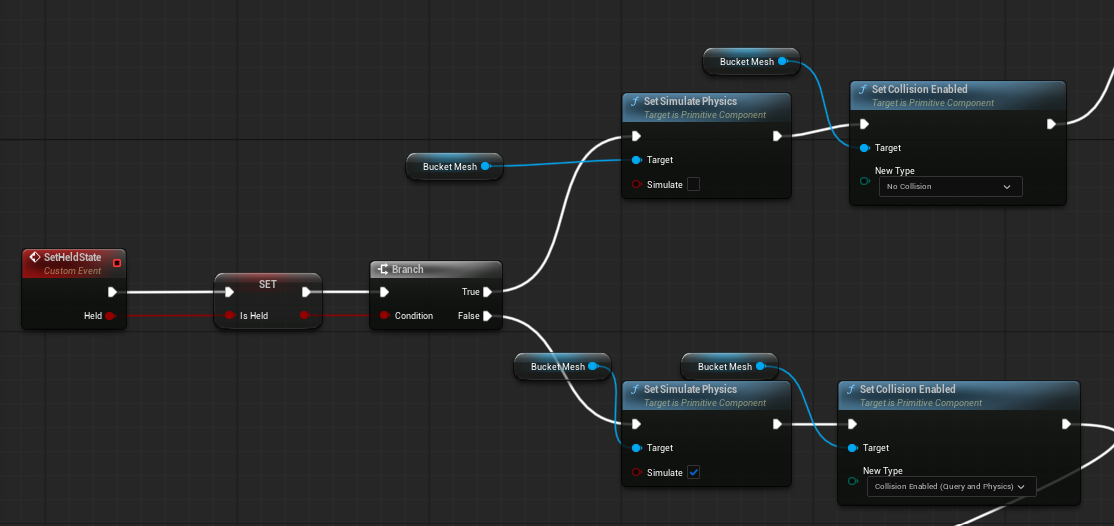 Bucket Mesh
Set Collision Enabled
Target is Primitive Component
Target
New Type
No Collision
Set Simulate Physics
Target is Primitive Component
Target
Simulate
Bucket Mesh
SetHeldState
Custom Event
Held
SET
Is Held
Branch
True
Condition
False
Bucket Mesh
Bucket Mesh
Set Simulate Physics
Target is Primitive Component
Target
Simulate
Set Collision Enabled
Target is Primitive Component
Target
New Type
Collision Enabled (Query and Physics)